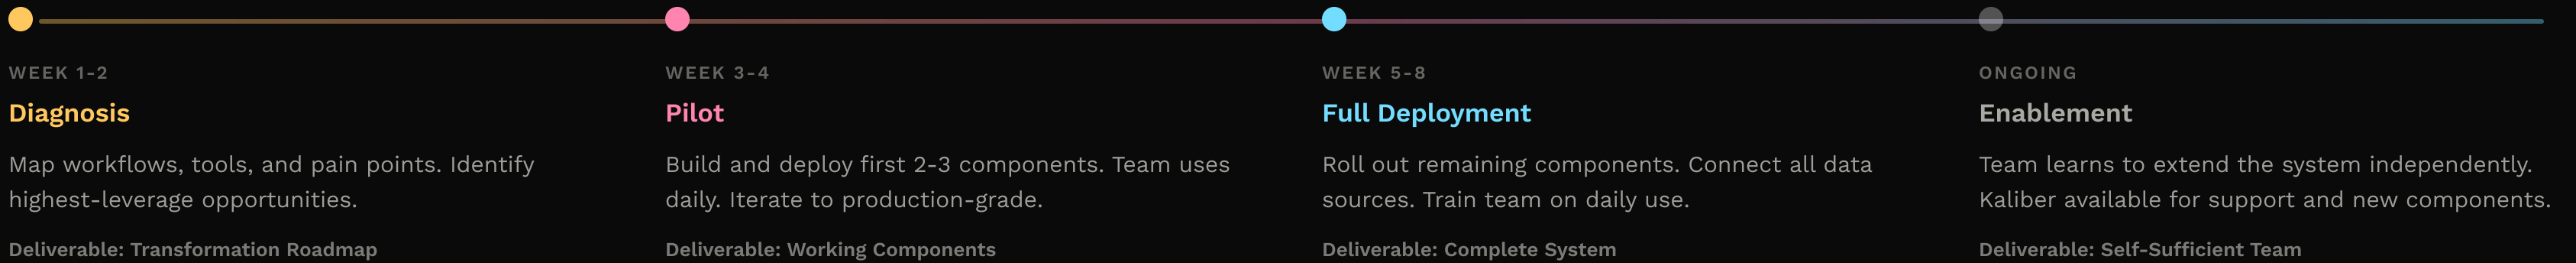 WEEK 1-2
Diagnosis
Map workflows, tools, and pain points. Identify
highest-leverage opportunities.
Deliverable: Transformation Roadmap
WEEK 3-4
Pilot
Build and deploy first 2-3 components. Team uses
daily. Iterate to production-grade.
Deliverable: Working Components
WEEK 5-8
Full Deployment
Roll out remaining components. Connect all data
sources. Train team on daily use.
Deliverable: Complete System
ONGOING
Enablement
Team learns to extend the system independently.
Kaliber available for support and new components.
Deliverable: Self-Sufficient Team